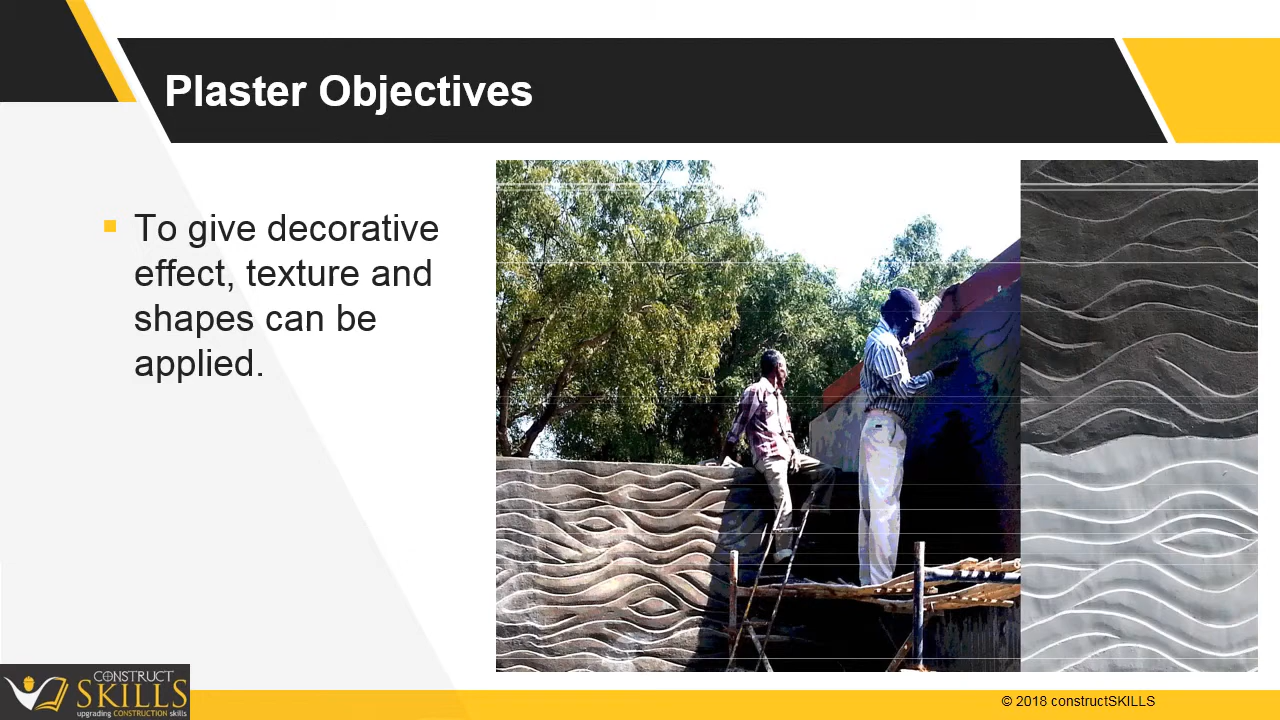 Plaster Objectives
To give decorative
effect, texture and
shapes can be
applied.
CONSTRUCT
SKILLS
upgrading CONSTRUCTION skills
© 2018 constructSKILLS